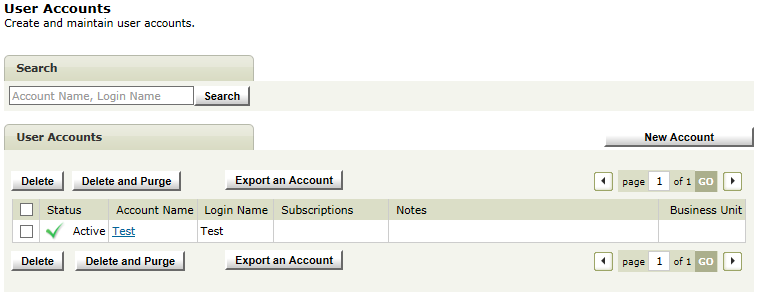 User Accounts
Create and maintain user accounts.
Search
Account Name, Login Name Search
User Accounts New Account
Delete Delete and Purge Export an Account page 1 of 1 GO
Status Account Name Login Name Subscriptions Notes Business Unit
Active Test Test
Delete Delete and Purge Export an Account page 1 of 1 GO